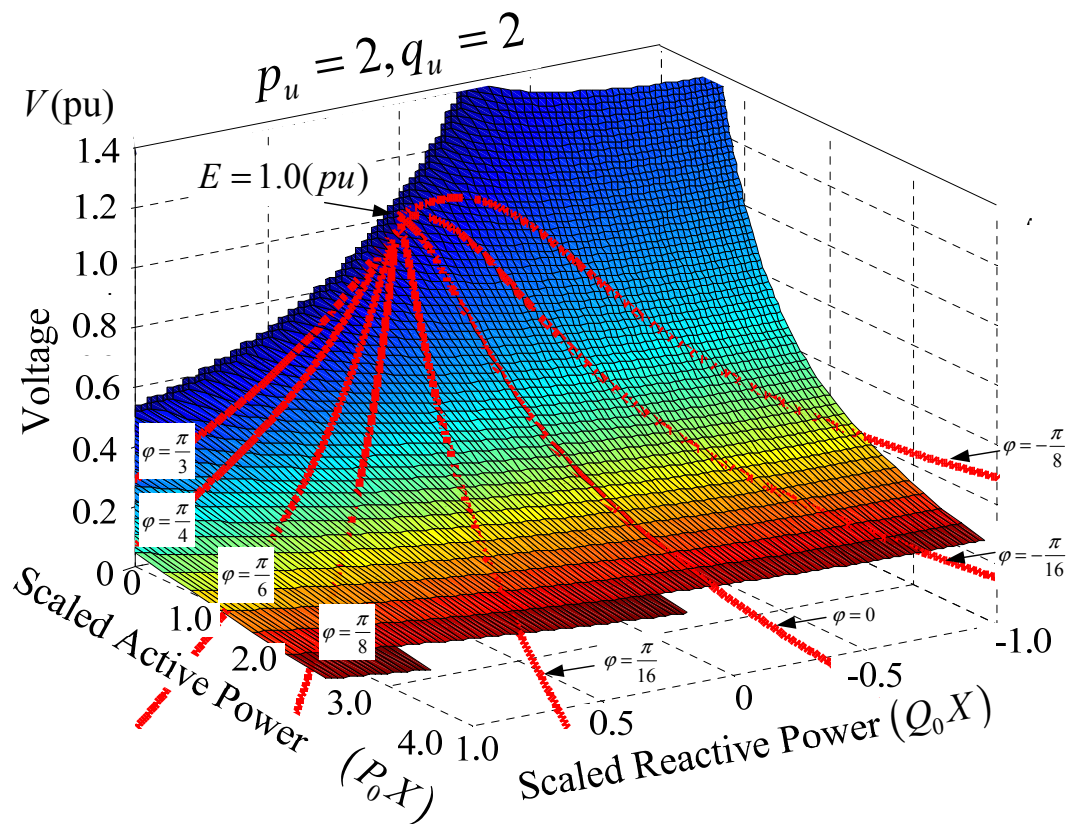 p_u = 2, q_u = 2
V(pu)
E = 1.0(pu)
Voltage
1.4
1.2
1.0
0.8
0.6
0.4
0.2
0
φ = π/3
φ = π/4
φ = π/6
φ = π/8
φ = π/16
φ = 0
φ = -π/16
φ = -π/8
0
1.0
2.0
3.0
4.0
Scaled Active Power (P_0X)
1.0
0.5
0
-0.5
-1.0
Scaled Reactive Power (Q_0X)